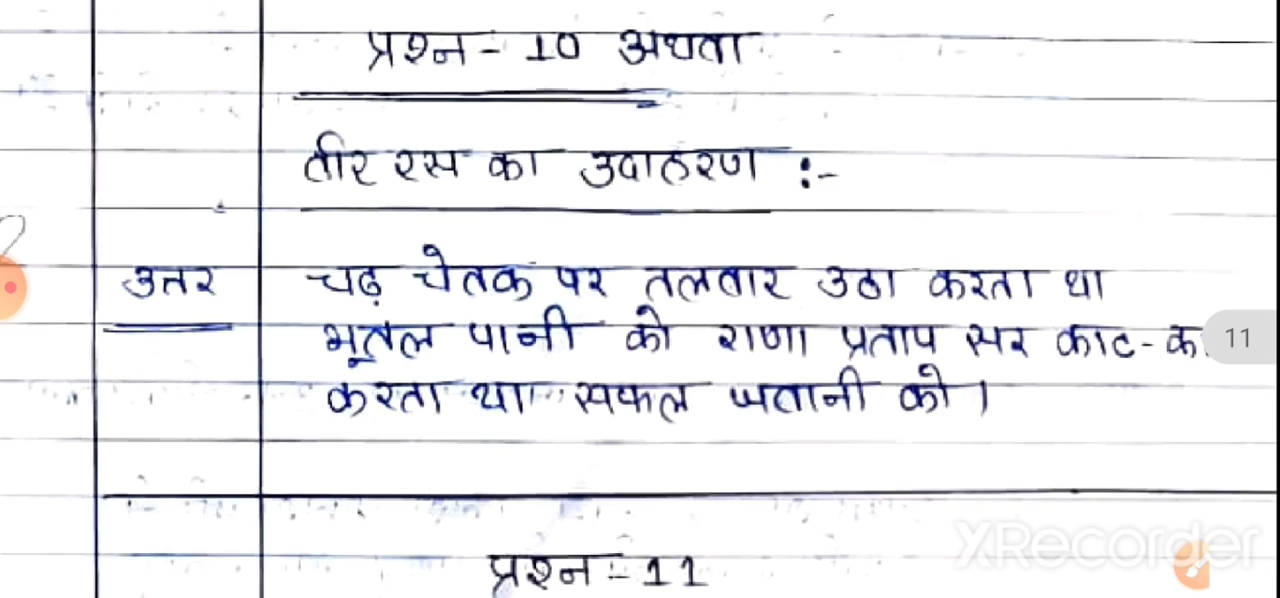 प्रश्न - 10 अथवा
वीर रस का उदाहरण :-
उत्तर चढ़ चेतक पर तलवार उठा करता था
भूतल पानी को राणा प्रताप सर काट-का
करता था सफल जवानी को।
11
XRecorder
प्रश्न - 11